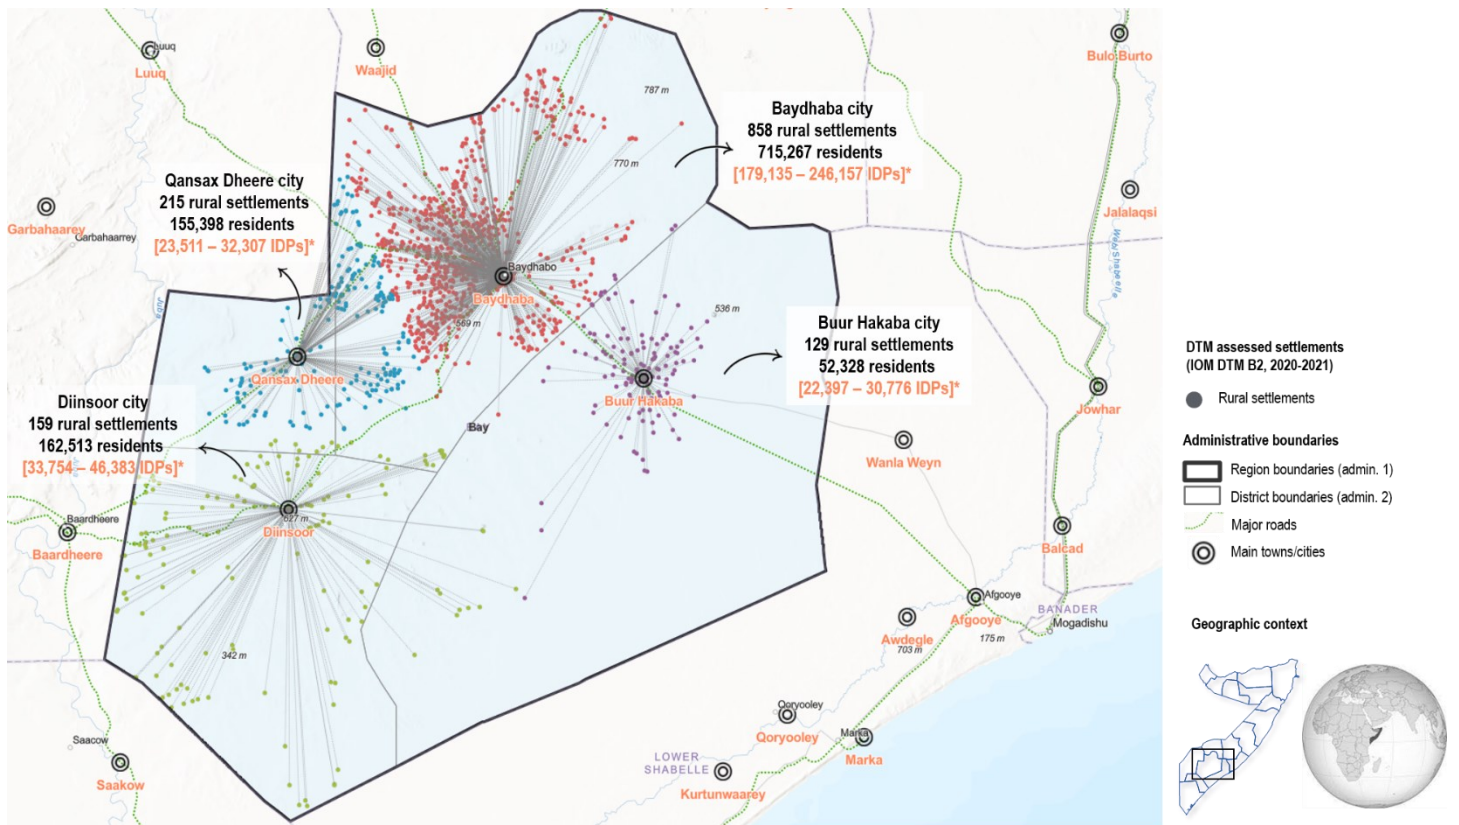 Luuq
Luuq
Waajid
Bulo Burto
787 m
770 m
Baydhaba city
858 rural settlements
715,267 residents
[179,135 – 246,157 IDPs]*
Qansax Dheere city
215 rural settlements
155,398 residents
[23,511 – 32,307 IDPs]*
Garbahaarey
Garbahaarrey
Jalalaqsi
Webi Shabeelle
Juba
Baydhabo
Baydhaba
569 m
536 m
Buur Hakaba city
129 rural settlements
52,328 residents
[22,397 – 30,776 IDPs]*
Qansax Dheere
Buur Hakaba
Jowhar
Diinsoor city
159 rural settlements
162,513 residents
[33,754 – 46,383 IDPs]*
Bay
Wanla Weyn
Baardheere
Baardheere
627 m
Diinsoor
Balcad
342 m
Afgooye
Afgooye
BANADER
Mogadishu
Awdegle
703 m
175 m
Saacow
Saakow
Qoryooley
Qoryooley
Marka
Marka
LOWER
SHABELLE
Kurtunwaarey
DTM assessed settlements
(IOM DTM B2, 2020-2021)
Rural settlements
Administrative boundaries
Region boundaries (admin. 1)
District boundaries (admin. 2)
Major roads
Main towns/cities
Geographic context